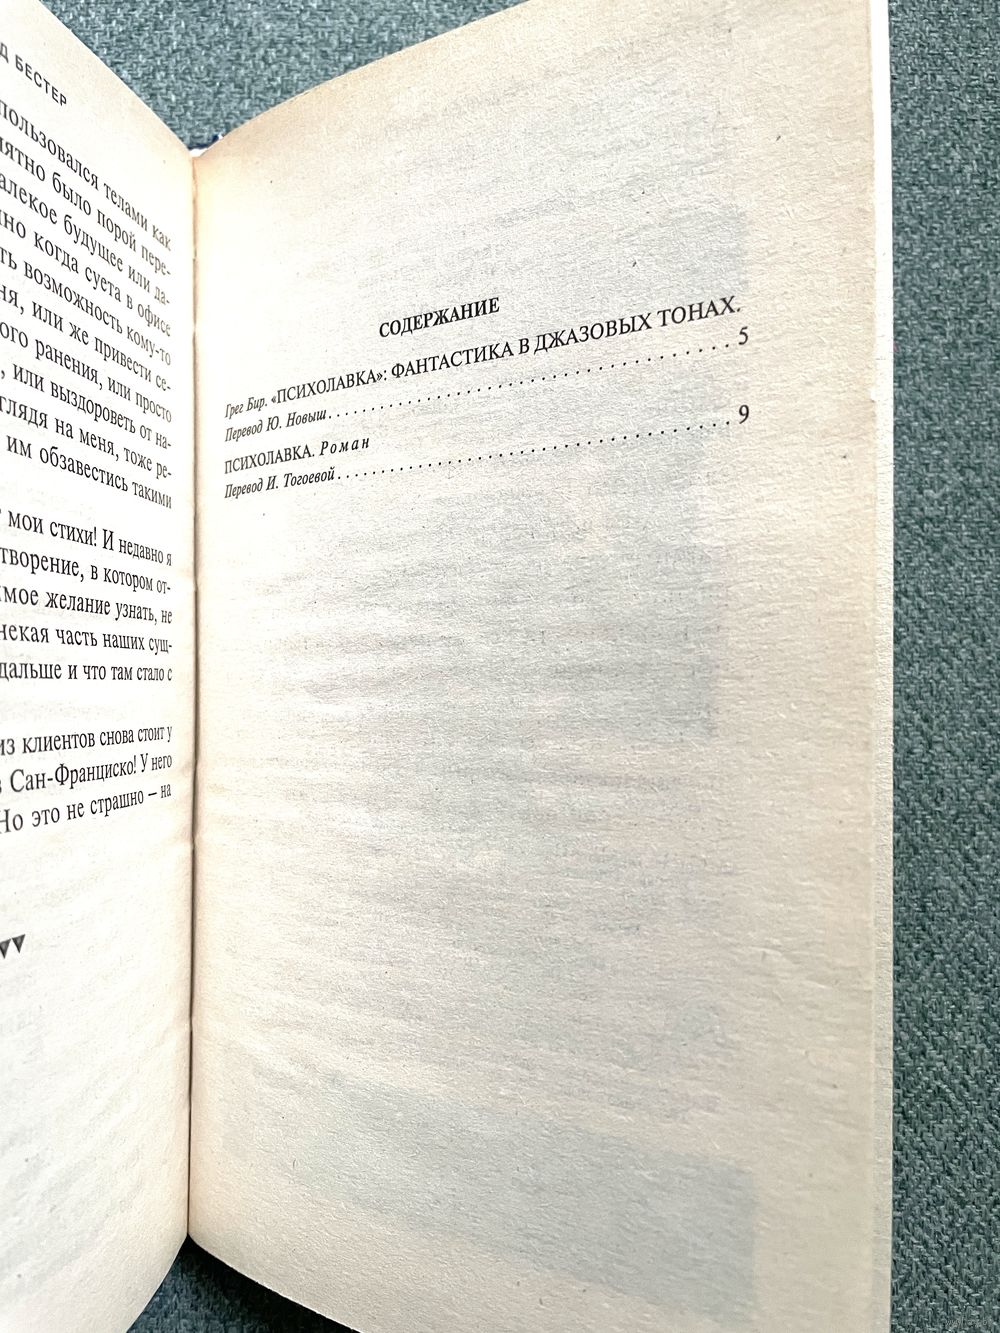 Д БЕСТЕР
пользовался телами как
было порой пере-
далекое будущее или да-
когда суета в офисе
ть возможность кому-то
ня, или же привести се-
ого ранения, или просто
, или выздороветь от на-
глядя на меня, тоже ре-
им обзавестись такими
мои стихи! И недавно я
творение, в котором от-
мое желание узнать, не
некая часть наших сущ-
дальше и что там стало с
из клиентов снова стоит у
в Сан-Франциско! У него
Но это не страшно – на
СОДЕРЖАНИЕ
Грег Бир. «ПСИХОЛАВКА»: ФАНТАСТИКА В ДЖАЗОВЫХ ТОНАХ.
Перевод Ю. Новыш . . . . . . . . . . . . . . . . . . . . . . . . . . . . . . . . . . . . 5
ПСИХОЛАВКА. Роман
Перевод И. Тогоевой . . . . . . . . . . . . . . . . . . . . . . . . . . . . . . . . . . . 9